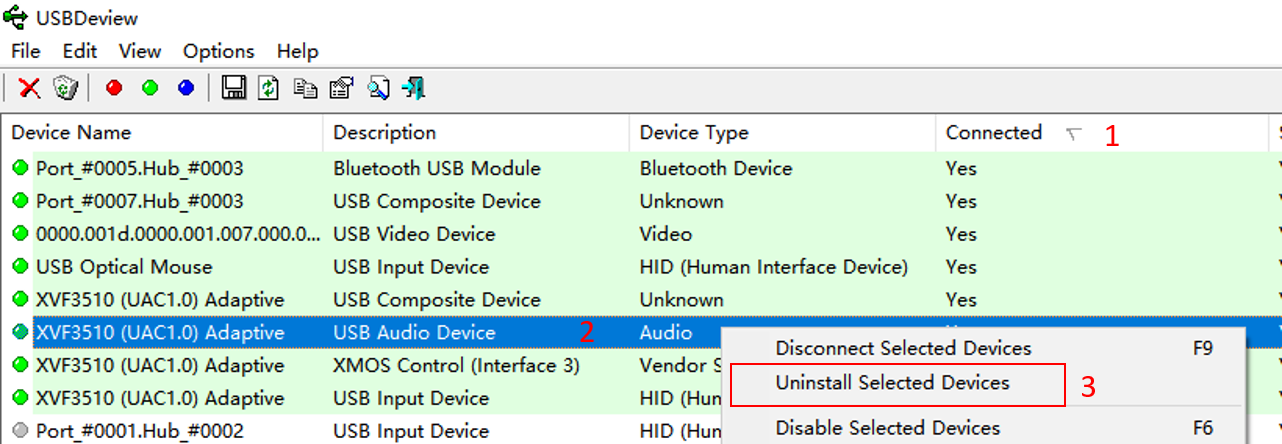 USBDeview
File Edit View Options Help
Device Name Description Device Type Connected 1
Port_#0005.Hub_#0003 Bluetooth USB Module Bluetooth Device Yes
Port_#0007.Hub_#0003 USB Composite Device Unknown Yes
0000.001d.0000.001.007.000.0... USB Video Device Video Yes
USB Optical Mouse USB Input Device HID (Human Interface Device) Yes
XVF3510 (UAC1.0) Adaptive USB Composite Device Unknown Yes
XVF3510 (UAC1.0) Adaptive USB Audio Device 2 Audio
Disconnect Selected Devices F9
XVF3510 (UAC1.0) Adaptive XMOS Control (Interface 3) Vendor S
Uninstall Selected Devices 3
XVF3510 (UAC1.0) Adaptive USB Input Device HID (Hum
Port_#0001.Hub_#0002 USB Input Device HID (Hum
Disable Selected Devices F6